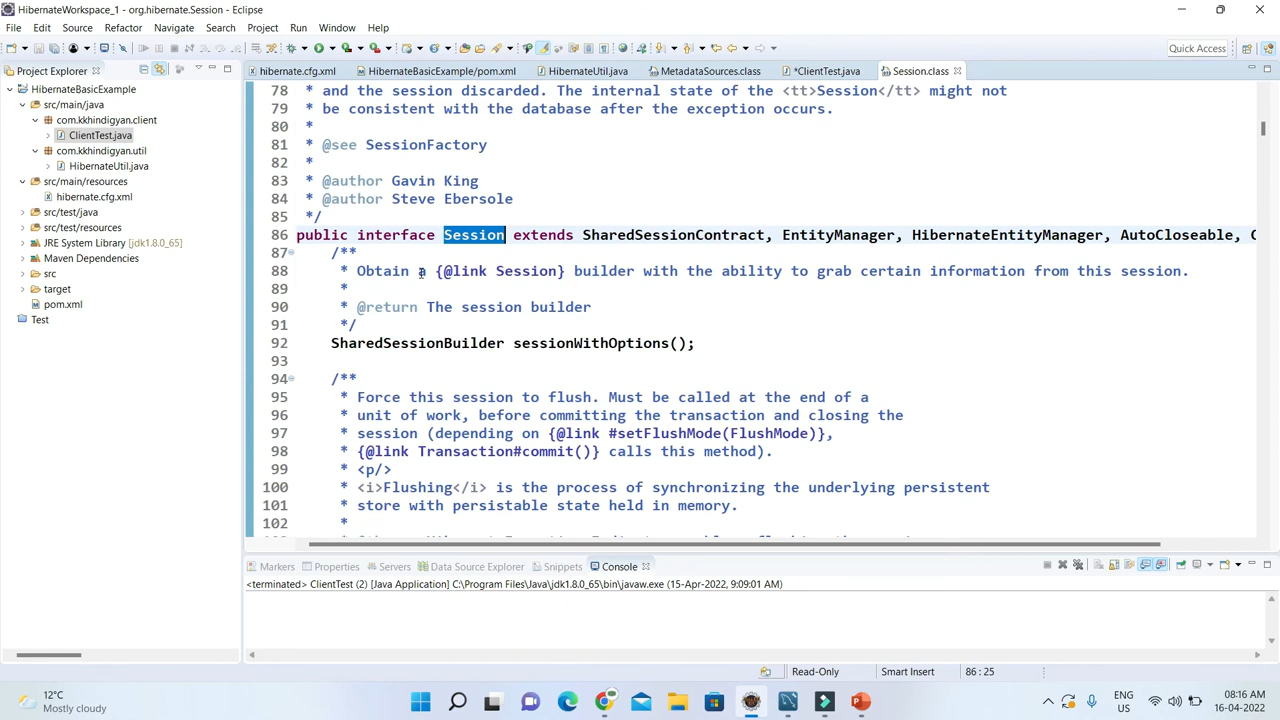 HibernateWorkspace_1 - org.hibernate.Session - Eclipse
File Edit Source Refactor Navigate Search Project Run Window Help
Quick Access
Project Explorer
hibernate.cfg.xml HibernateBasicExample/pom.xml HibernateUtil.java MetadataSources.class *ClientTest.java Session.class
HibernateBasicExample
src/main/java
com.kkhindigyan.client
ClientTest.java
com.kkhindigyan.util
HibernateUtil.java
src/main/resources
hibernate.cfg.xml
src/test/java
src/test/resources
JRE System Library [jdk1.8.0_65]
Maven Dependencies
src
target
pom.xml
Test
78 * and the session discarded. The internal state of the <tt>Session</tt> might not
79 * be consistent with the database after the exception occurs.
80 *
81 * @see SessionFactory
82 *
83 * @author Gavin King
84 * @author Steve Ebersole
85 */
86 public interface Session extends SharedSessionContract, EntityManager, HibernateEntityManager, AutoCloseable, C
87 /**
88 * Obtain a {@link Session} builder with the ability to grab certain information from this session.
89 *
90 * @return The session builder
91 */
92 SharedSessionBuilder sessionWithOptions();
93
94 /**
95 * Force this session to flush. Must be called at the end of a
96 * unit of work, before committing the transaction and closing the
97 * session (depending on {@link #setFlushMode(FlushMode)},
98 * {@link Transaction#commit()} calls this method).
99 * <p/>
100 * <i>Flushing</i> is the process of synchronizing the underlying persistent
101 * store with persistable state held in memory.
102 *
Markers Properties Servers Data Source Explorer Snippets Console
<terminated> ClientTest (2) [Java Application] C:\Program Files\Java\jdk1.8.0_65\bin\javaw.exe (15-Apr-2022, 9:09:01 AM)
Read-Only Smart Insert 86 : 25
12°C
Mostly cloudy
ENG
US
08:16 AM
16-04-2022